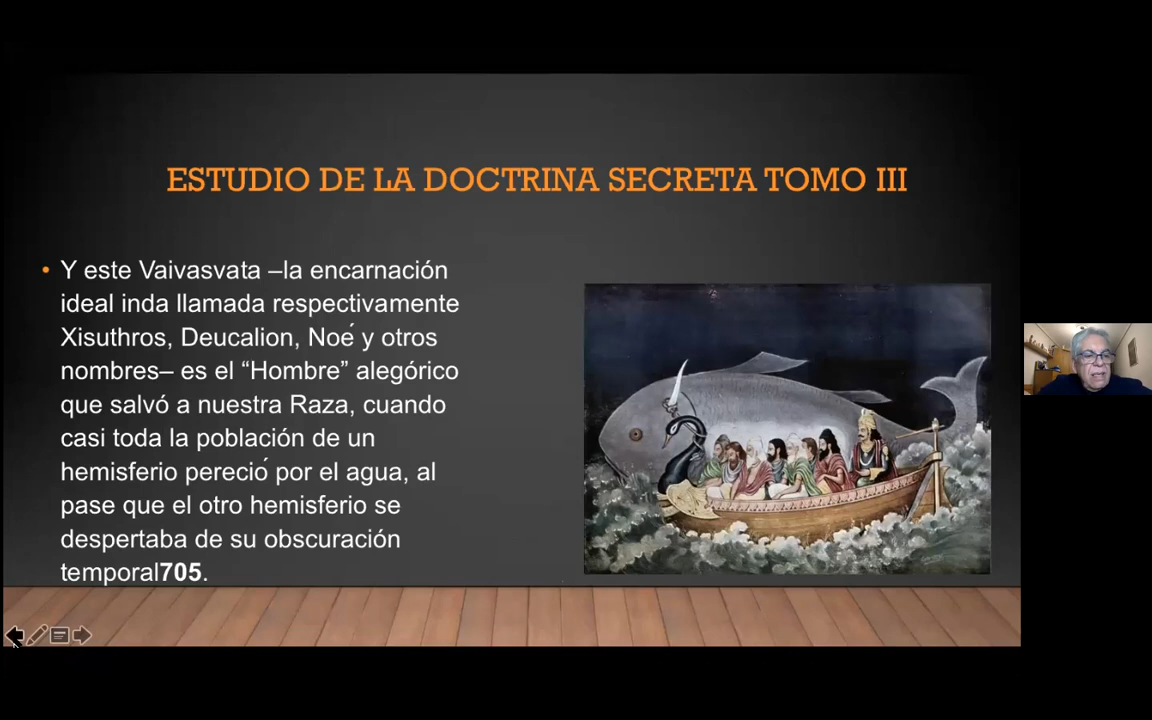 ESTUDIO DE LA DOCTRINA SECRETA TOMO III
• Y este Vaivasvata –la encarnación
ideal inda llamada respectivamente
Xisuthros, Deucalion, Noé y otros
nombres– es el “Hombre” alegórico
que salvó a nuestra Raza, cuando
casi toda la población de un
hemisferio pereció por el agua, al
pase que el otro hemisferio se
despertaba de su obscuración
temporal705.